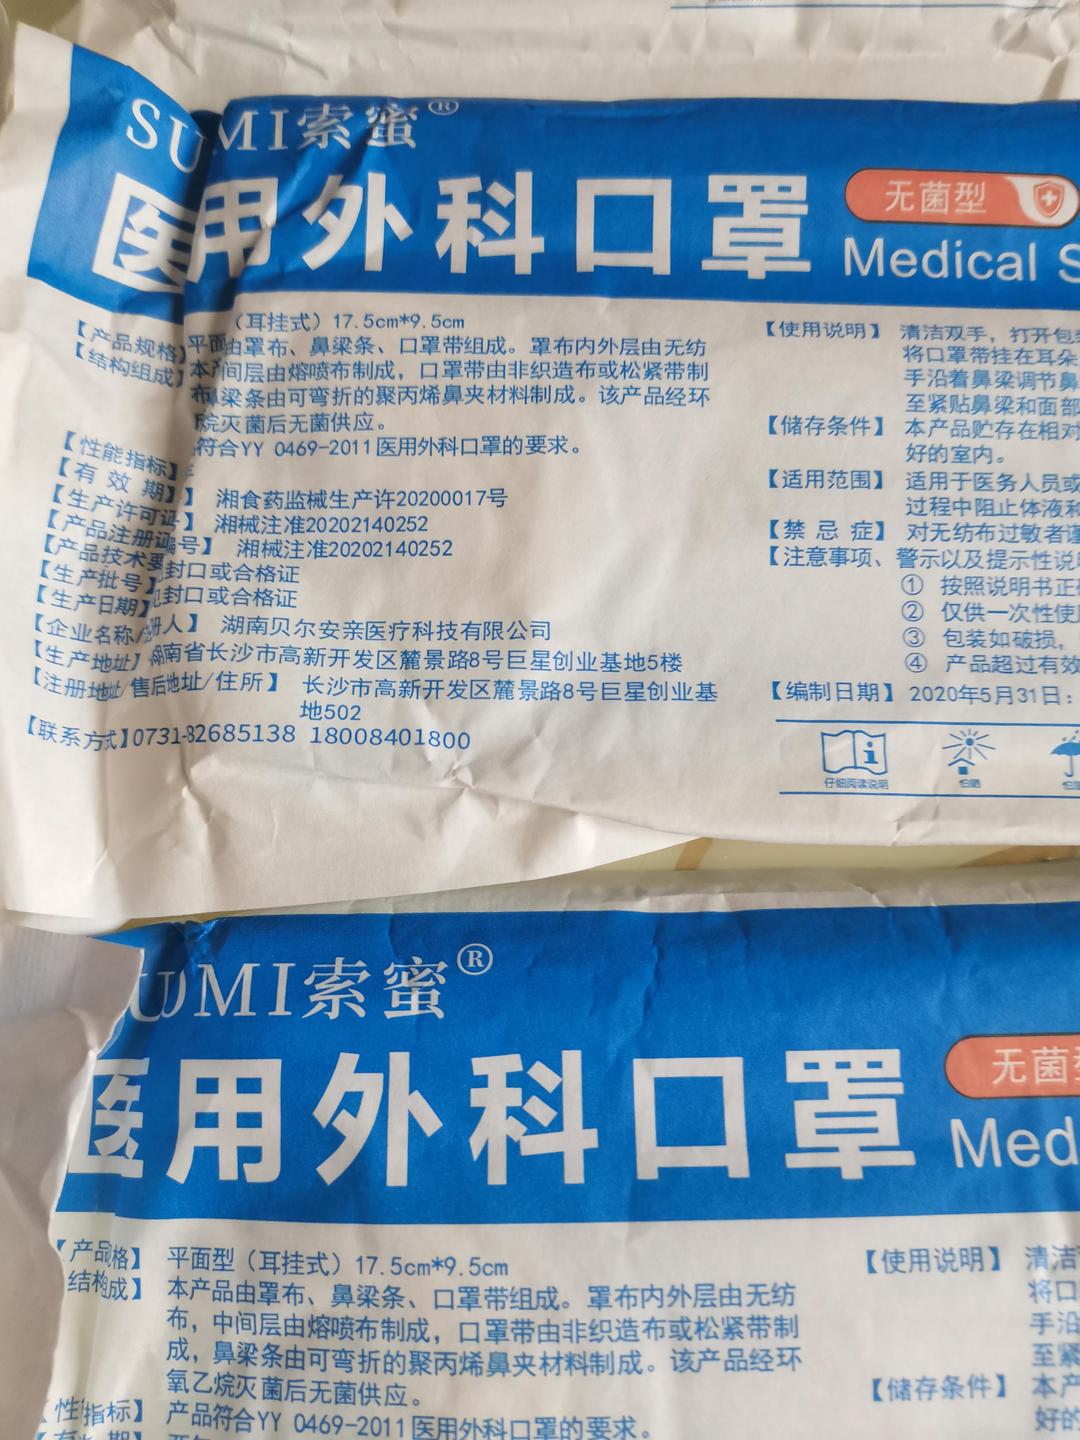 SUMI索蜜®
医用外科口罩
无菌型
Medical S
【产品规格】平面 （耳挂式）17.5cm*9.5cm
【结构组成】本产 由罩布、鼻梁条、口罩带组成。罩布内外层由无纺
布 间层由熔喷布制成，口罩带由非织造布或松紧带制
鼻梁条由可弯折的聚丙烯鼻夹材料制成。该产品经环
烷灭菌后无菌供应。
【性能指标】 符合YY 0469-2011医用外科口罩的要求。
【有 效 期】
【生产许可证】 湘食药监械生产许20200017号
【产品注册证编号】 湘械注准20202140252
【产品技术要 号】 湘械注准20202140252
【生产批号】见封口或合格证
【生产日期】见封口或合格证
【企业名称/注册人】 湖南贝尔安亲医疗科技有限公司
【生产地址】湖南省长沙市高新开发区麓景路8号巨星创业基地5楼
【注册地址/售后地址/住所】 长沙市高新开发区麓景路8号巨星创业基
地502
【联系方式】0731-82685138 18008401800
【使用说明】 清洁双手，打开包装
将口罩带挂在耳朵
手沿着鼻梁调节鼻
至紧贴鼻梁和面部
【储存条件】 本产品贮存在相对
好的室内。
【适用范围】 适用于医务人员或
过程中阻止体液和
【禁 忌 症】 对无纺布过敏者谨
【注意事项、警示以及提示性说明
① 按照说明书正确
② 仅供一次性使用
③ 包装如破损，
④ 产品超过有效
【编制日期】 2020年5月31日：
仔细阅读说明
怕晒
怕
UMI索蜜®
医用外科口罩
无菌型
Med
【产品规格】 平面型（耳挂式）17.5cm*9.5cm
结构组成】 本产品由罩布、鼻梁条、口罩带组成。罩布内外层由无纺
布，中间层由熔喷布制成，口罩带由非织造布或松紧带制
成，鼻梁条由可弯折的聚丙烯鼻夹材料制成。该产品经环
氧乙烷灭菌后无菌供应。
【性能指标】 产品符合YY 0469-2011医用外科口罩的要求。
【使用说明】 清洁
将口
手沿
至紧
【储存条件】 本产
好的